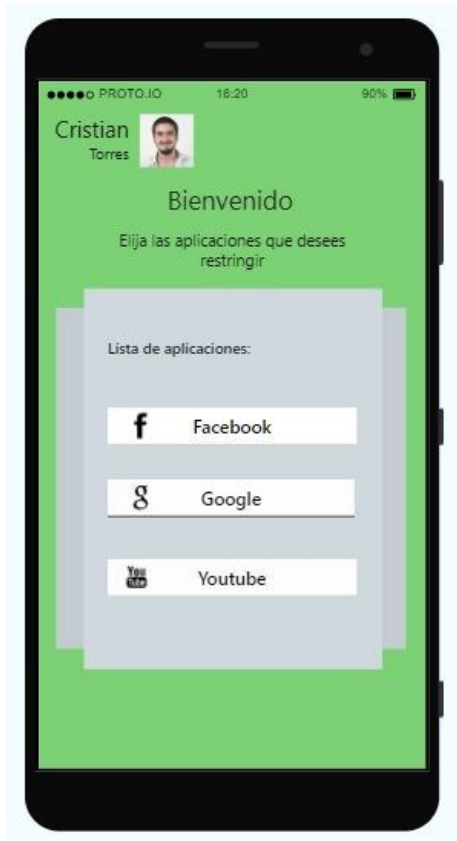 PROTO.IO 16:20 90%
Cristian
Torres
Bienvenido
Elija las aplicaciones que desees
restringir
Lista de aplicaciones:
f Facebook
g Google
You Tube Youtube